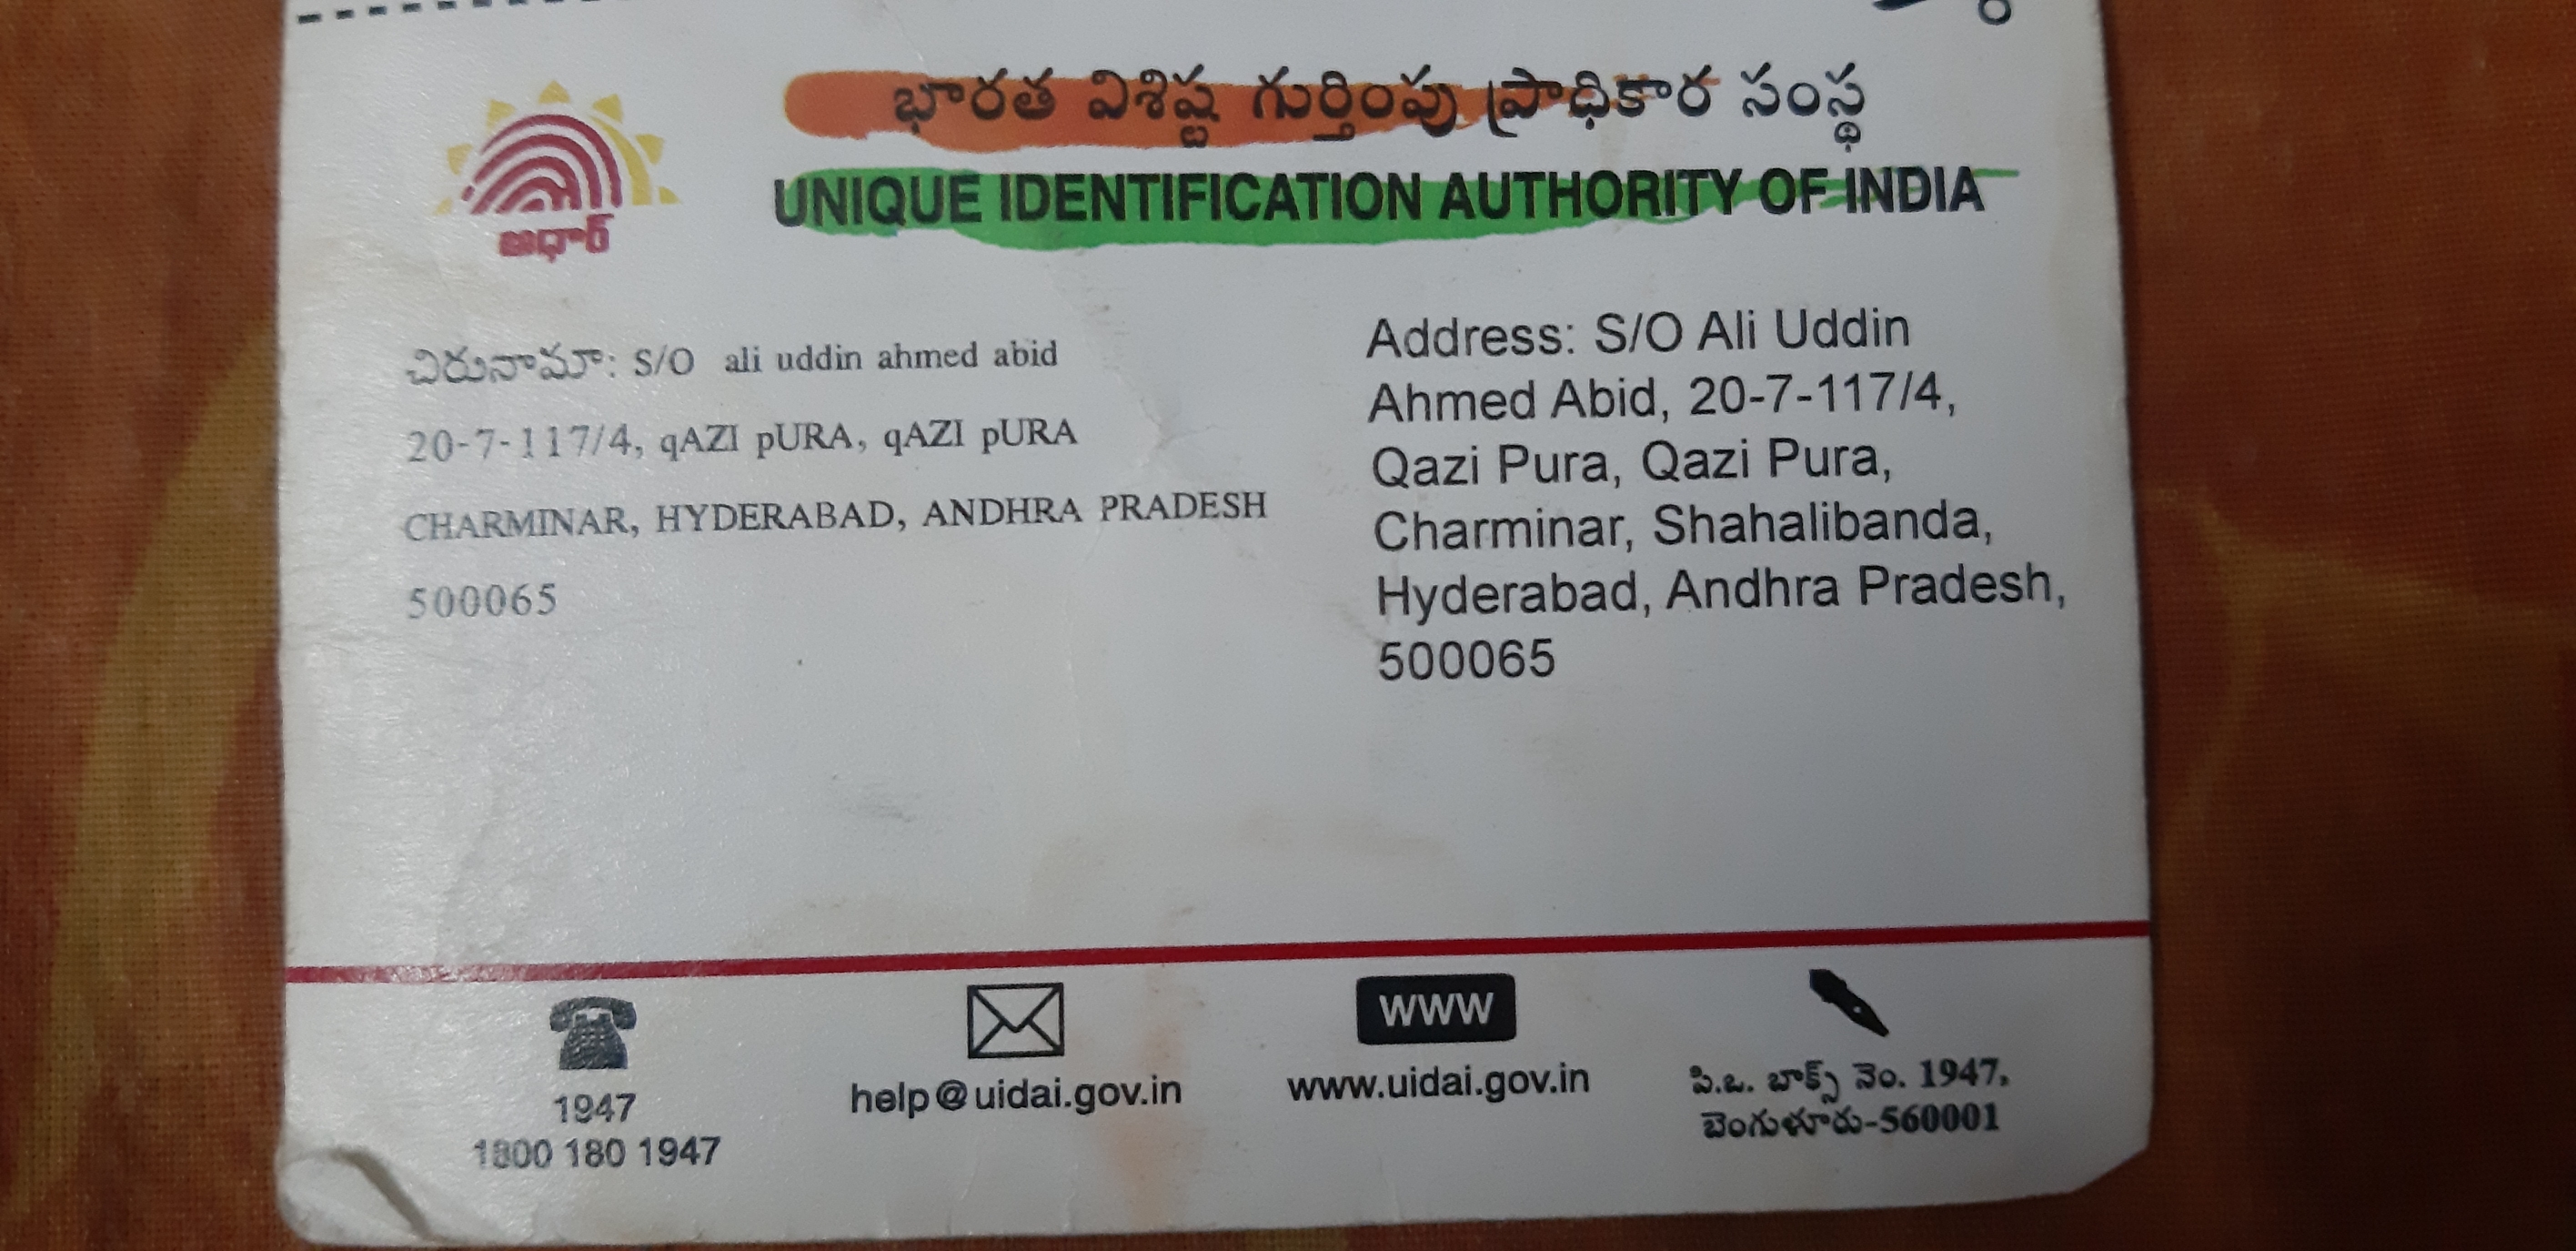 ఆధార్
భారత విశిష్ట గుర్తింపు ప్రాధికార సంస్థ
UNIQUE IDENTIFICATION AUTHORITY OF INDIA
చిరునామా: S/O ali uddin ahmed abid
20-7-117/4, qAZI pURA, qAZI pURA
CHARMINAR, HYDERABAD, ANDHRA PRADESH
500065
Address: S/O Ali Uddin
Ahmed Abid, 20-7-117/4,
Qazi Pura, Qazi Pura,
Charminar, Shahalibanda,
Hyderabad, Andhra Pradesh,
500065
1947
1800 180 1947
help@uidai.gov.in
WWW
www.uidai.gov.in
పి.ఒ. బాక్స్ నెం. 1947,
బెంగుళూరు-560001